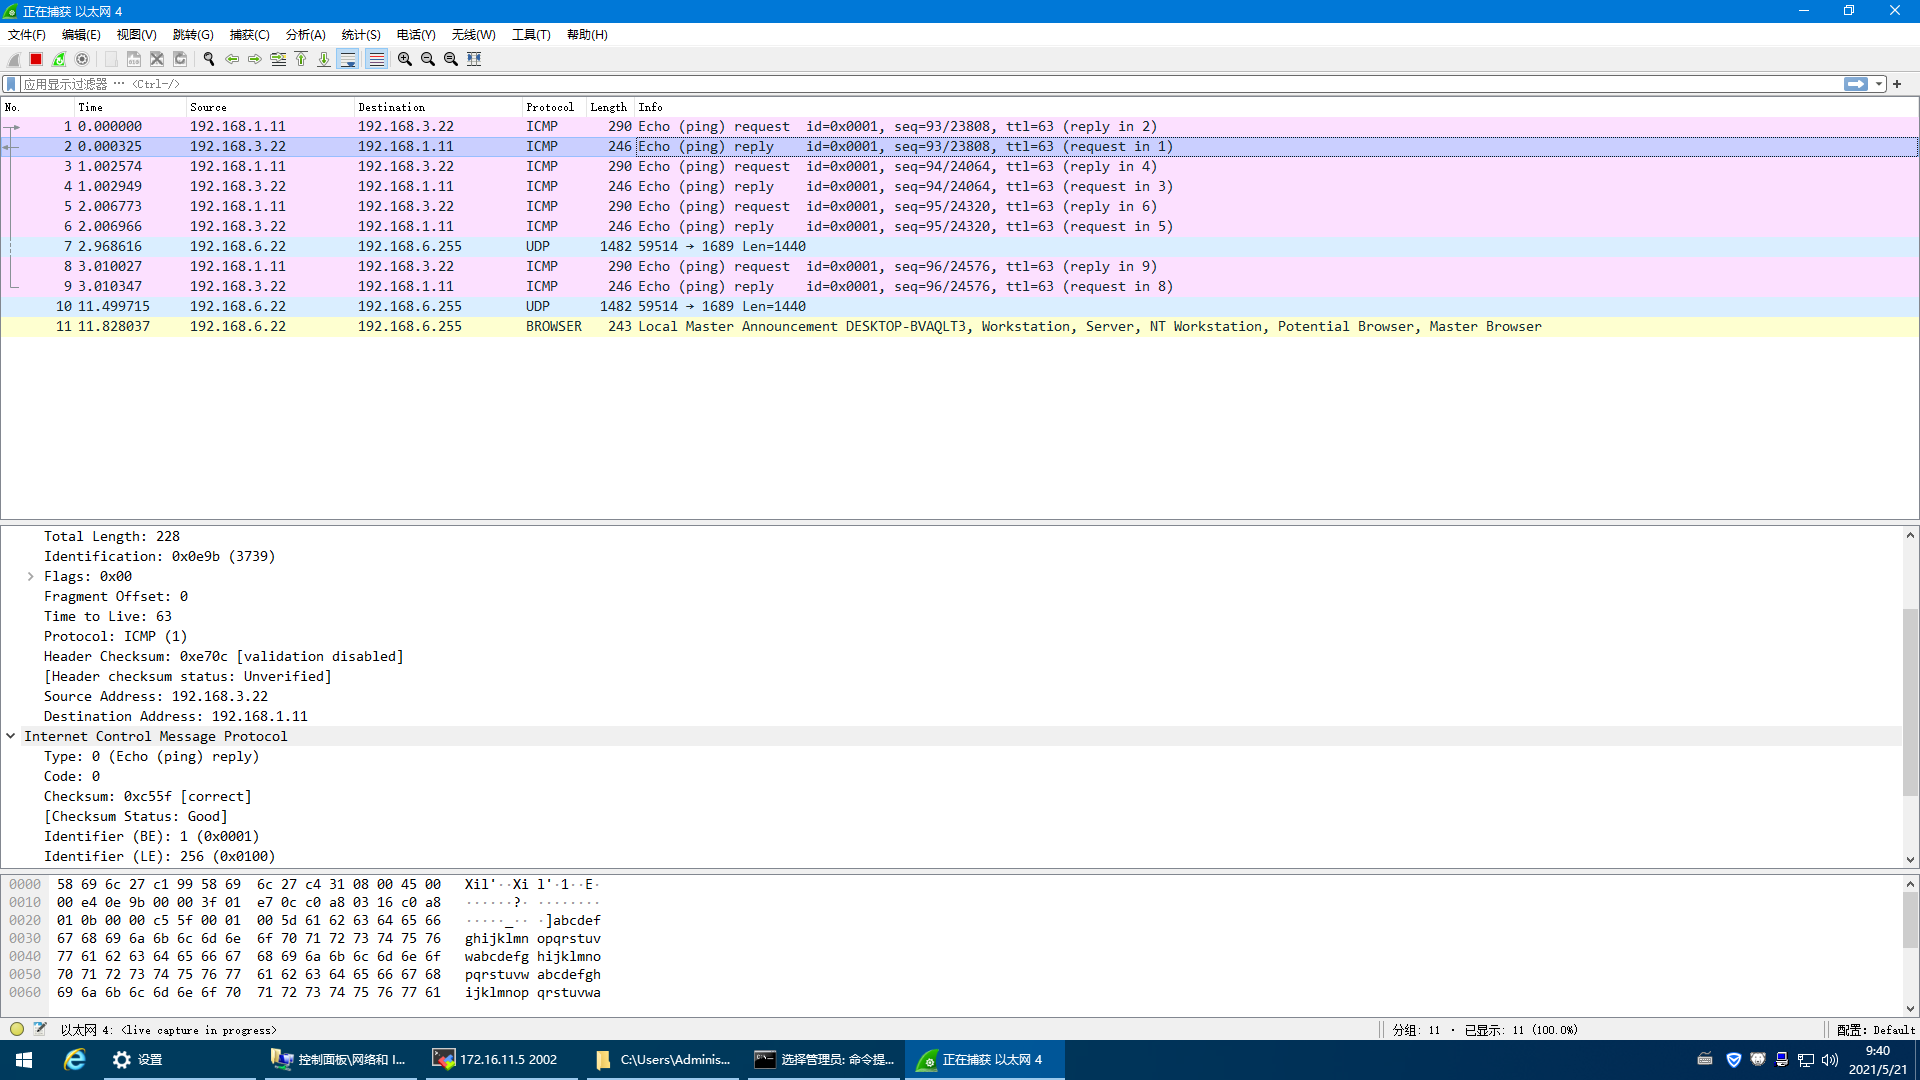 正在捕获 以太网 4
文件(F) 编辑(E) 视图(V) 跳转(G) 捕获(C) 分析(A) 统计(S) 电话(Y) 无线(W) 工具(T) 帮助(H)
应用显示过滤器 … <Ctrl-/>
No. Time Source Destination Protocol Length Info
1 0.000000 192.168.1.11 192.168.3.22 ICMP 290 Echo (ping) request id=0x0001, seq=93/23808, ttl=63 (reply in 2)
2 0.000325 192.168.3.22 192.168.1.11 ICMP 246 Echo (ping) reply id=0x0001, seq=93/23808, ttl=63 (request in 1)
3 1.002574 192.168.1.11 192.168.3.22 ICMP 290 Echo (ping) request id=0x0001, seq=94/24064, ttl=63 (reply in 4)
4 1.002949 192.168.3.22 192.168.1.11 ICMP 246 Echo (ping) reply id=0x0001, seq=94/24064, ttl=63 (request in 3)
5 2.006773 192.168.1.11 192.168.3.22 ICMP 290 Echo (ping) request id=0x0001, seq=95/24320, ttl=63 (reply in 6)
6 2.006966 192.168.3.22 192.168.1.11 ICMP 246 Echo (ping) reply id=0x0001, seq=95/24320, ttl=63 (request in 5)
7 2.968616 192.168.6.22 192.168.6.255 UDP 1482 59514 → 1689 Len=1440
8 3.010027 192.168.1.11 192.168.3.22 ICMP 290 Echo (ping) request id=0x0001, seq=96/24576, ttl=63 (reply in 9)
9 3.010347 192.168.3.22 192.168.1.11 ICMP 246 Echo (ping) reply id=0x0001, seq=96/24576, ttl=63 (request in 8)
10 11.499715 192.168.6.22 192.168.6.255 UDP 1482 59514 → 1689 Len=1440
11 11.828037 192.168.6.22 192.168.6.255 BROWSER 243 Local Master Announcement DESKTOP-BVAQLT3, Workstation, Server, NT Workstation, Potential Browser, Master Browser
Total Length: 228
Identification: 0x0e9b (3739)
Flags: 0x00
Fragment Offset: 0
Time to Live: 63
Protocol: ICMP (1)
Header Checksum: 0xe70c [validation disabled]
[Header checksum status: Unverified]
Source Address: 192.168.3.22
Destination Address: 192.168.1.11
Internet Control Message Protocol
Type: 0 (Echo (ping) reply)
Code: 0
Checksum: 0xc55f [correct]
[Checksum Status: Good]
Identifier (BE): 1 (0x0001)
Identifier (LE): 256 (0x0100)
0000 58 69 6c 27 c1 99 58 69 6c 27 c4 31 08 00 45 00 Xil'··Xi l'·1··E·
0010 00 e4 0e 9b 00 00 3f 01 e7 0c c0 a8 03 16 c0 a8 ······?· ········
0020 01 0b 00 00 c5 5f 00 01 00 5d 61 62 63 64 65 66 ·····_·· ·]abcdef
0030 67 68 69 6a 6b 6c 6d 6e 6f 70 71 72 73 74 75 76 ghijklmn opqrstuv
0040 77 61 62 63 64 65 66 67 68 69 6a 6b 6c 6d 6e 6f wabcdefg hijklmno
0050 70 71 72 73 74 75 76 77 61 62 63 64 65 66 67 68 pqrstuvw abcdefgh
0060 69 6a 6b 6c 6d 6e 6f 70 71 72 73 74 75 76 77 61 ijklmnop qrstuvwa
以太网 4: <live capture in progress> 分组: 11 · 已显示: 11 (100.0%) 配置: Default
设置 控制面板\网络和 I... 172.16.11.5 2002 C:\Users\Adminis... 选择管理员: 命令提... 正在捕获 以太网 4 9:40
2021/5/21